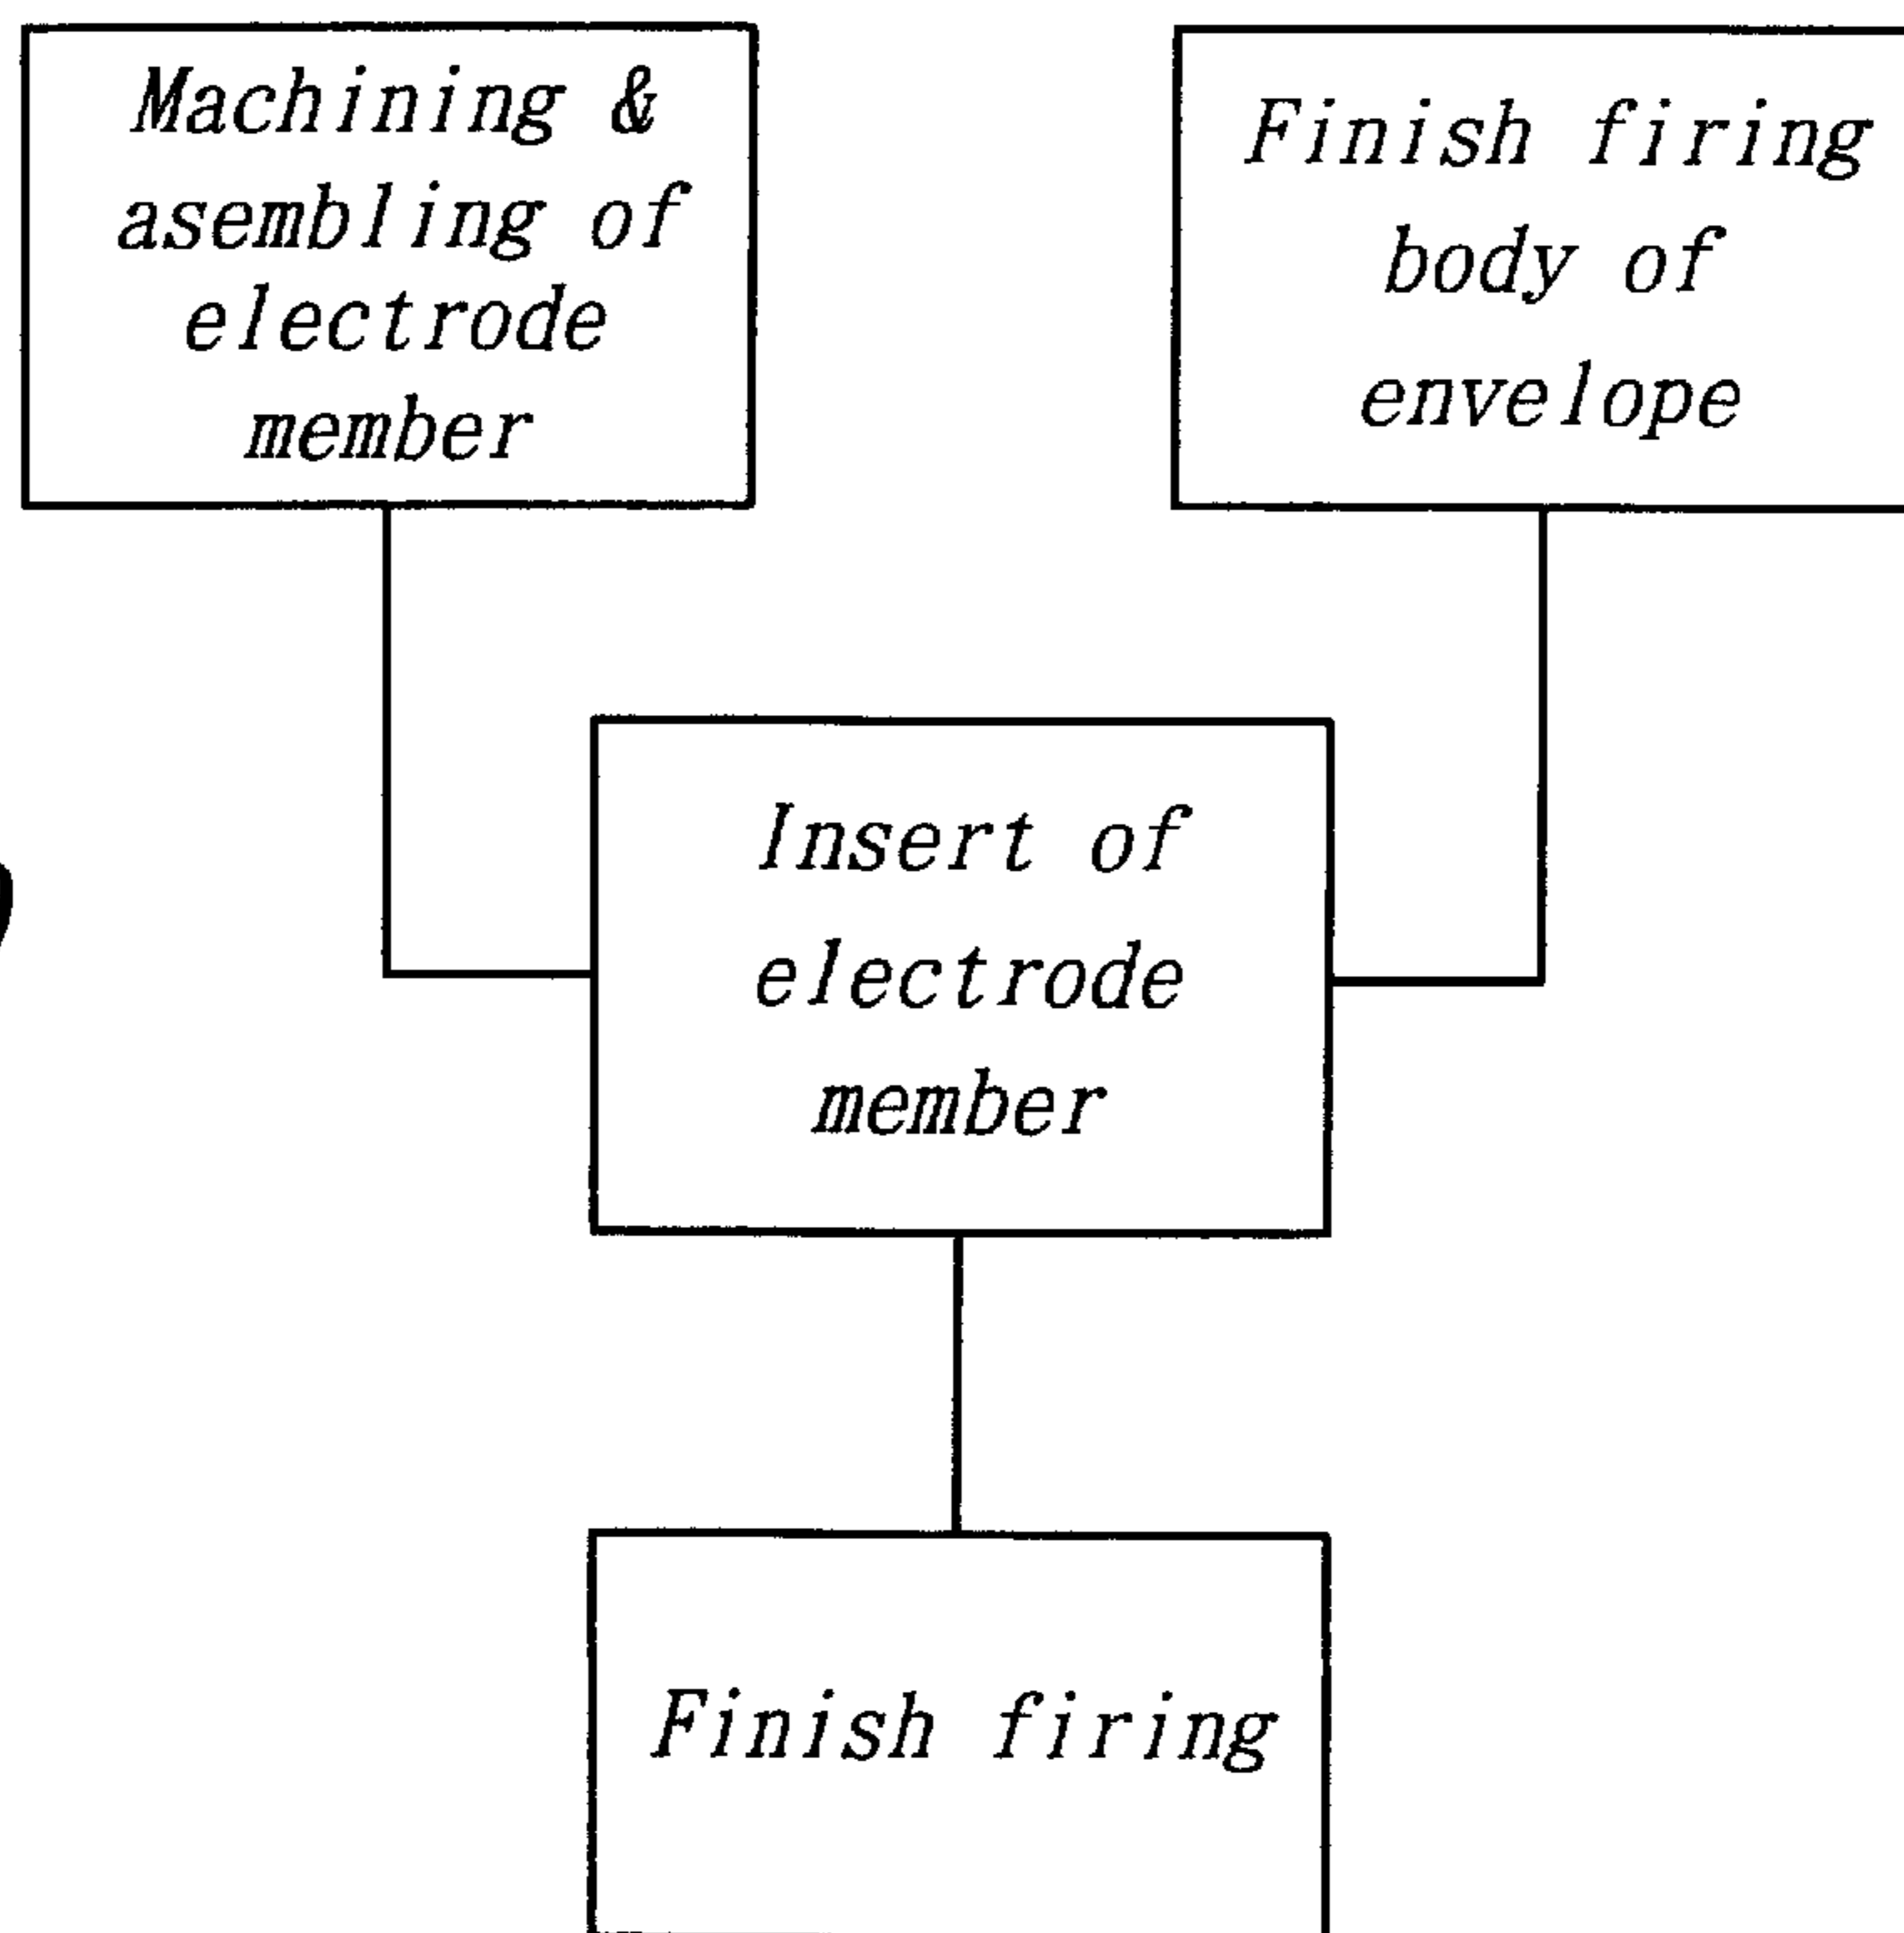 Machining &
asembling of
electrode
member
Finish firing
body of
envelope
Insert of
electrode
member
Finish firing